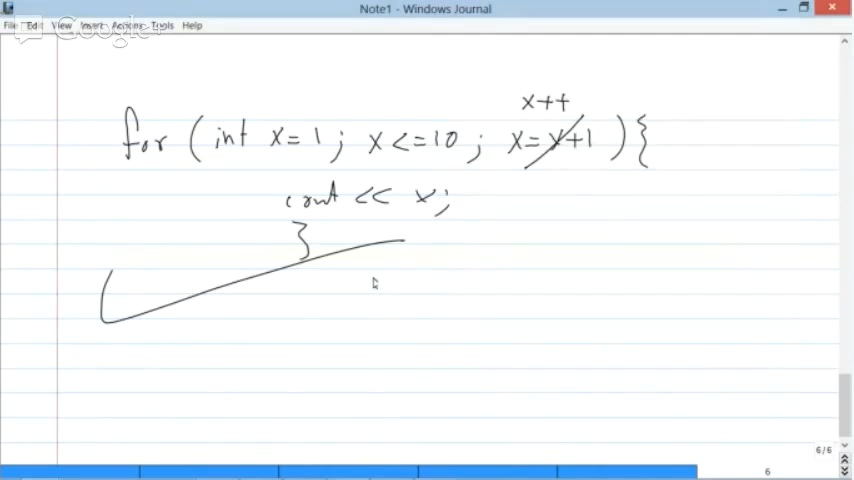 Note1 - Windows Journal
File Edit View Insert Actions Tools Help
Google+
x++
for ( int x = 1 ; x <= 10 ; x = x + 1 ) {
cout << x ;
}
6/6
6